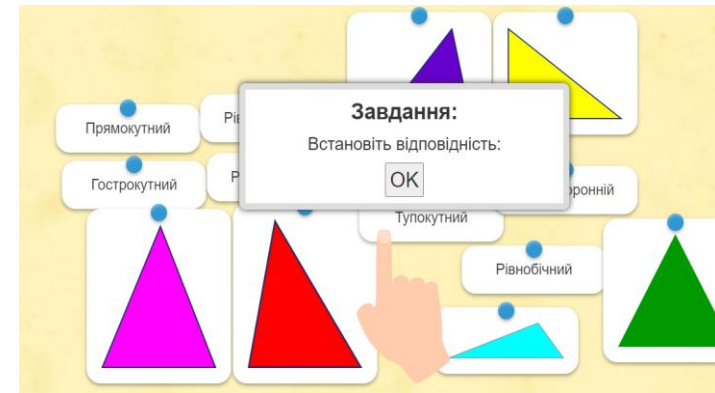 Завдання:
Встановіть відповідність:
OK
Прямокутний
Гострокутний
Тупокутний
Рівнобічний